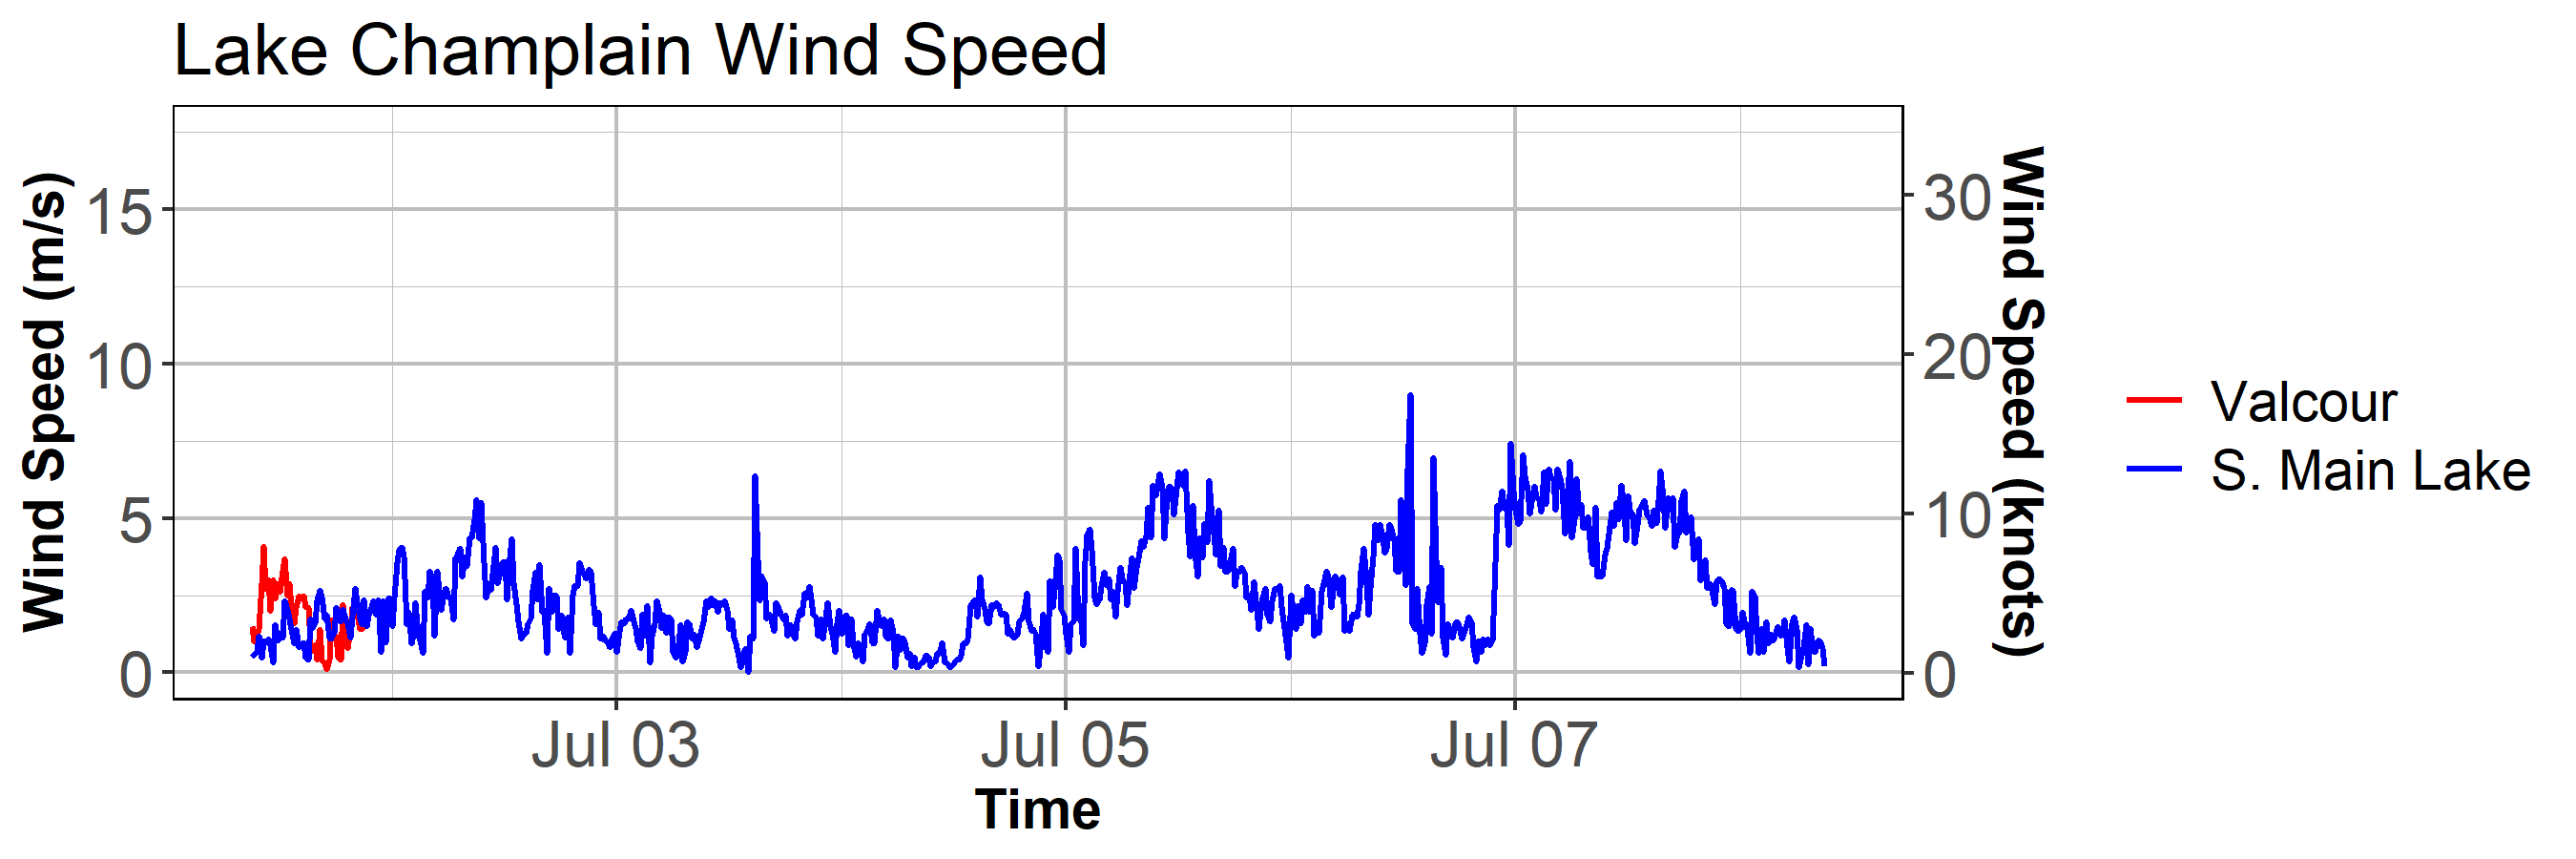 Lake Champlain Wind Speed
Wind Speed (m/s)
15
10
5
0
30
20
10
0
Wind Speed (knots)
Jul 03
Jul 05
Jul 07
Time
Valcour
S. Main Lake